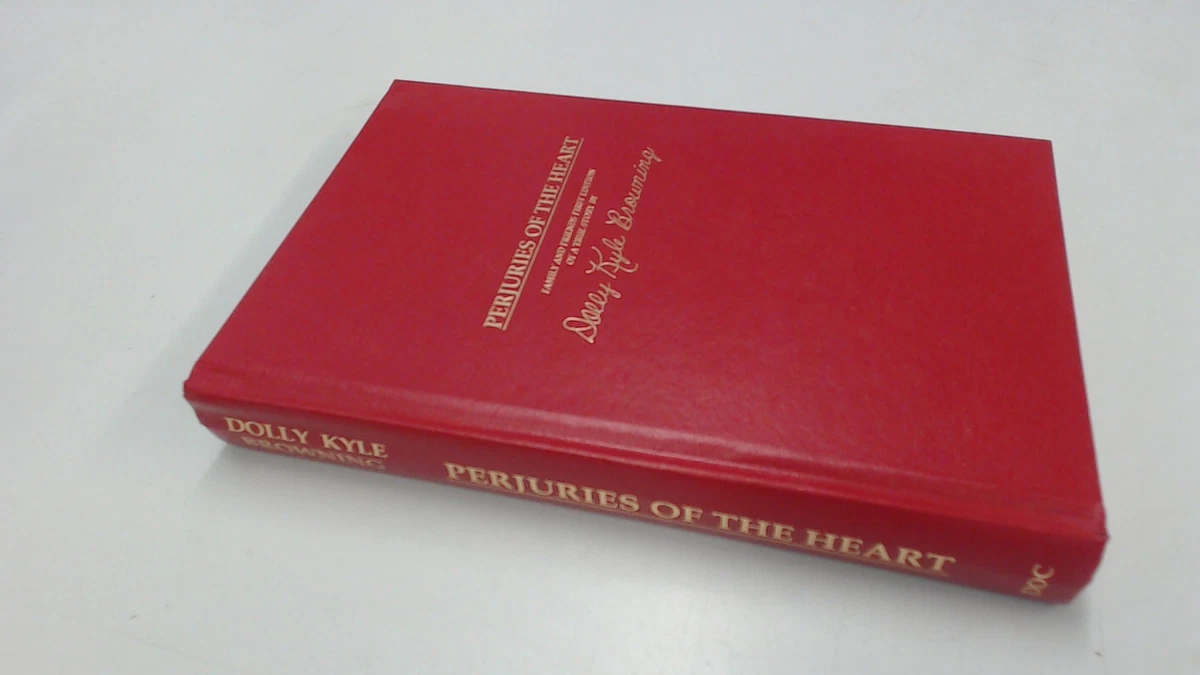 PERJURIES OF THE HEART
FAMILY AND FRIENDS FIRST EDITION
OF A TRUE STORY BY
Dolly Kyle Browning
DOLLY KYLE
BROWNING
PERJURIES OF THE HEART
DOC